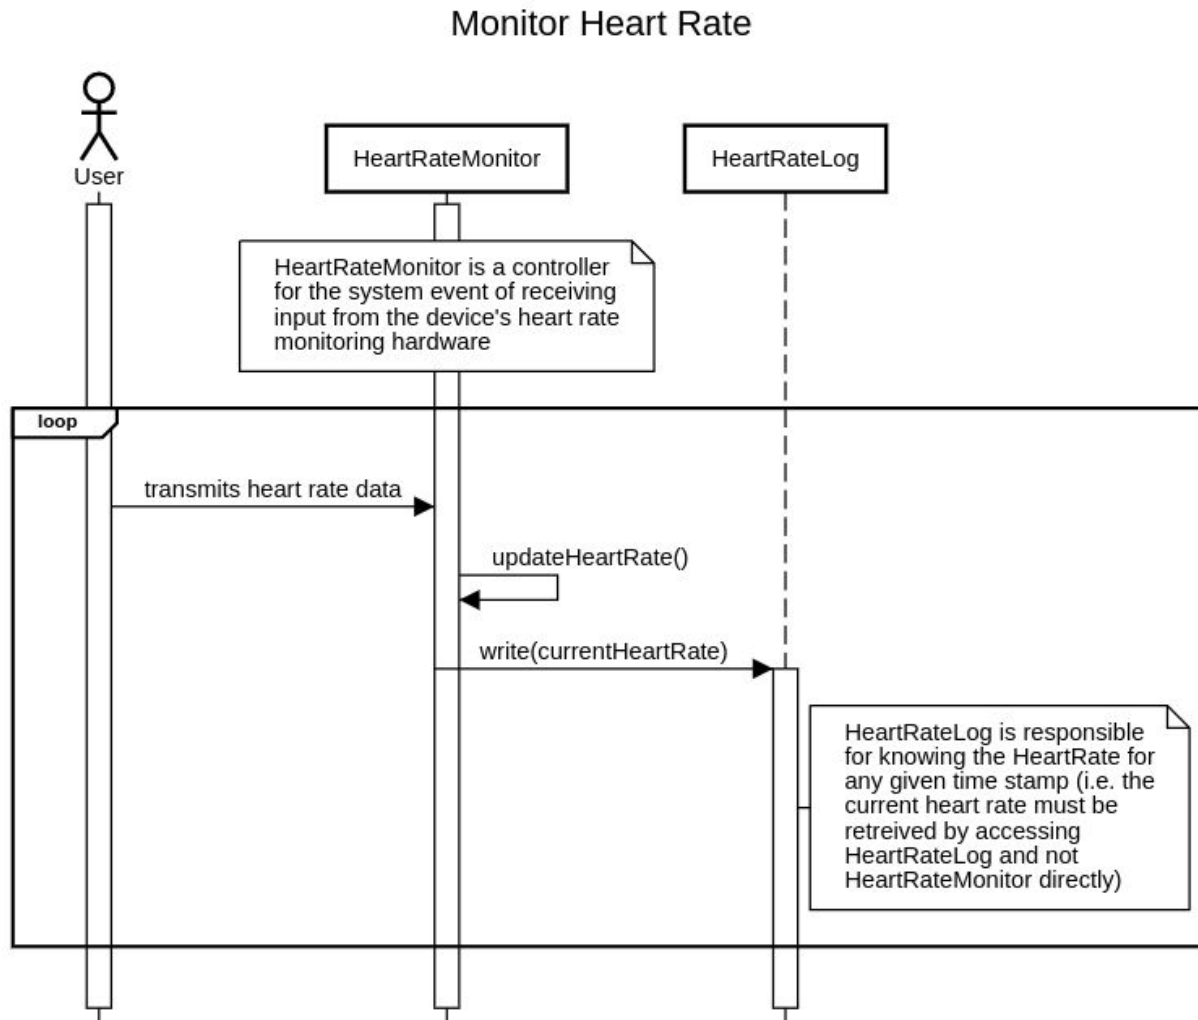 Monitor Heart Rate
User
HeartRateMonitor
HeartRateLog
HeartRateMonitor is a controller
for the system event of receiving
input from the device's heart rate
monitoring hardware
loop
transmits heart rate data
updateHeartRate()
write(currentHeartRate)
HeartRateLog is responsible
for knowing the HeartRate for
any given time stamp (i.e. the
current heart rate must be
retreived by accessing
HeartRateLog and not
HeartRateMonitor directly)